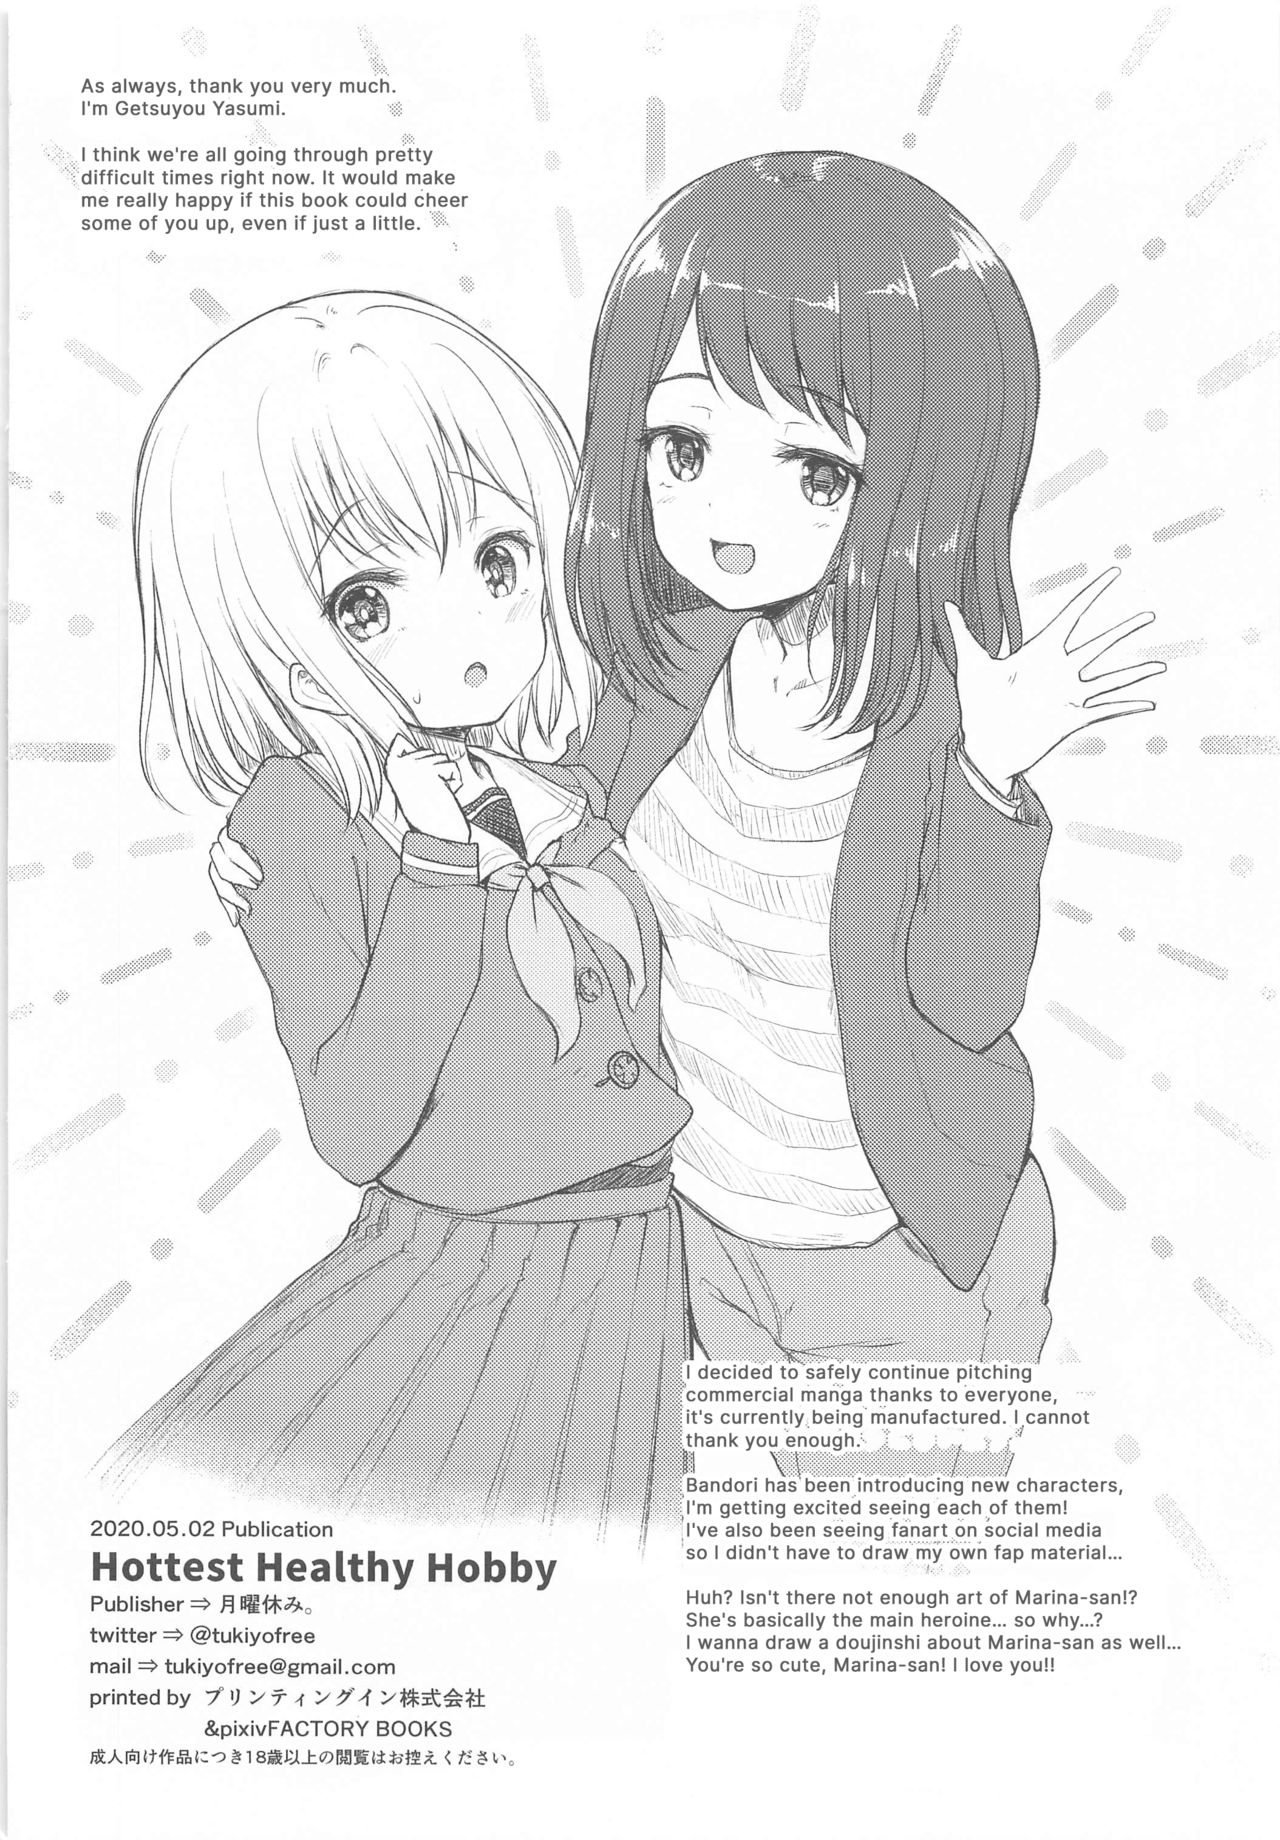 As always, thank you very much.
I'm Getsuyou Yasumi.
I think we're all going through pretty
difficult times right now. It would make
me really happy if this book could cheer
some of you up, even if just a little.
I decided to safely continue pitching
commercial manga thanks to everyone,
it's currently being manufactured. I cannot
thank you enough.
Bandori has been introducing new characters,
I'm getting excited seeing each of them!
I've also been seeing fanart on social media
so I didn't have to draw my own fap material...
Huh? Isn't there not enough art of Marina-san!?
She's basically the main heroine... so why...?
I wanna draw a doujinshi about Marina-san as well...
You're so cute, Marina-san! I love you!!
2020.05.02 Publication
Hottest Healthy Hobby
Publisher ⇒ 月曜休み。
twitter ⇒ @tukiyofree
mail ⇒ tukiyofree@gmail.com
printed by プリンティングイン株式会社
&pixivFACTORY BOOKS
成人向け作品につき18歳以上の閲覧はお控えください。